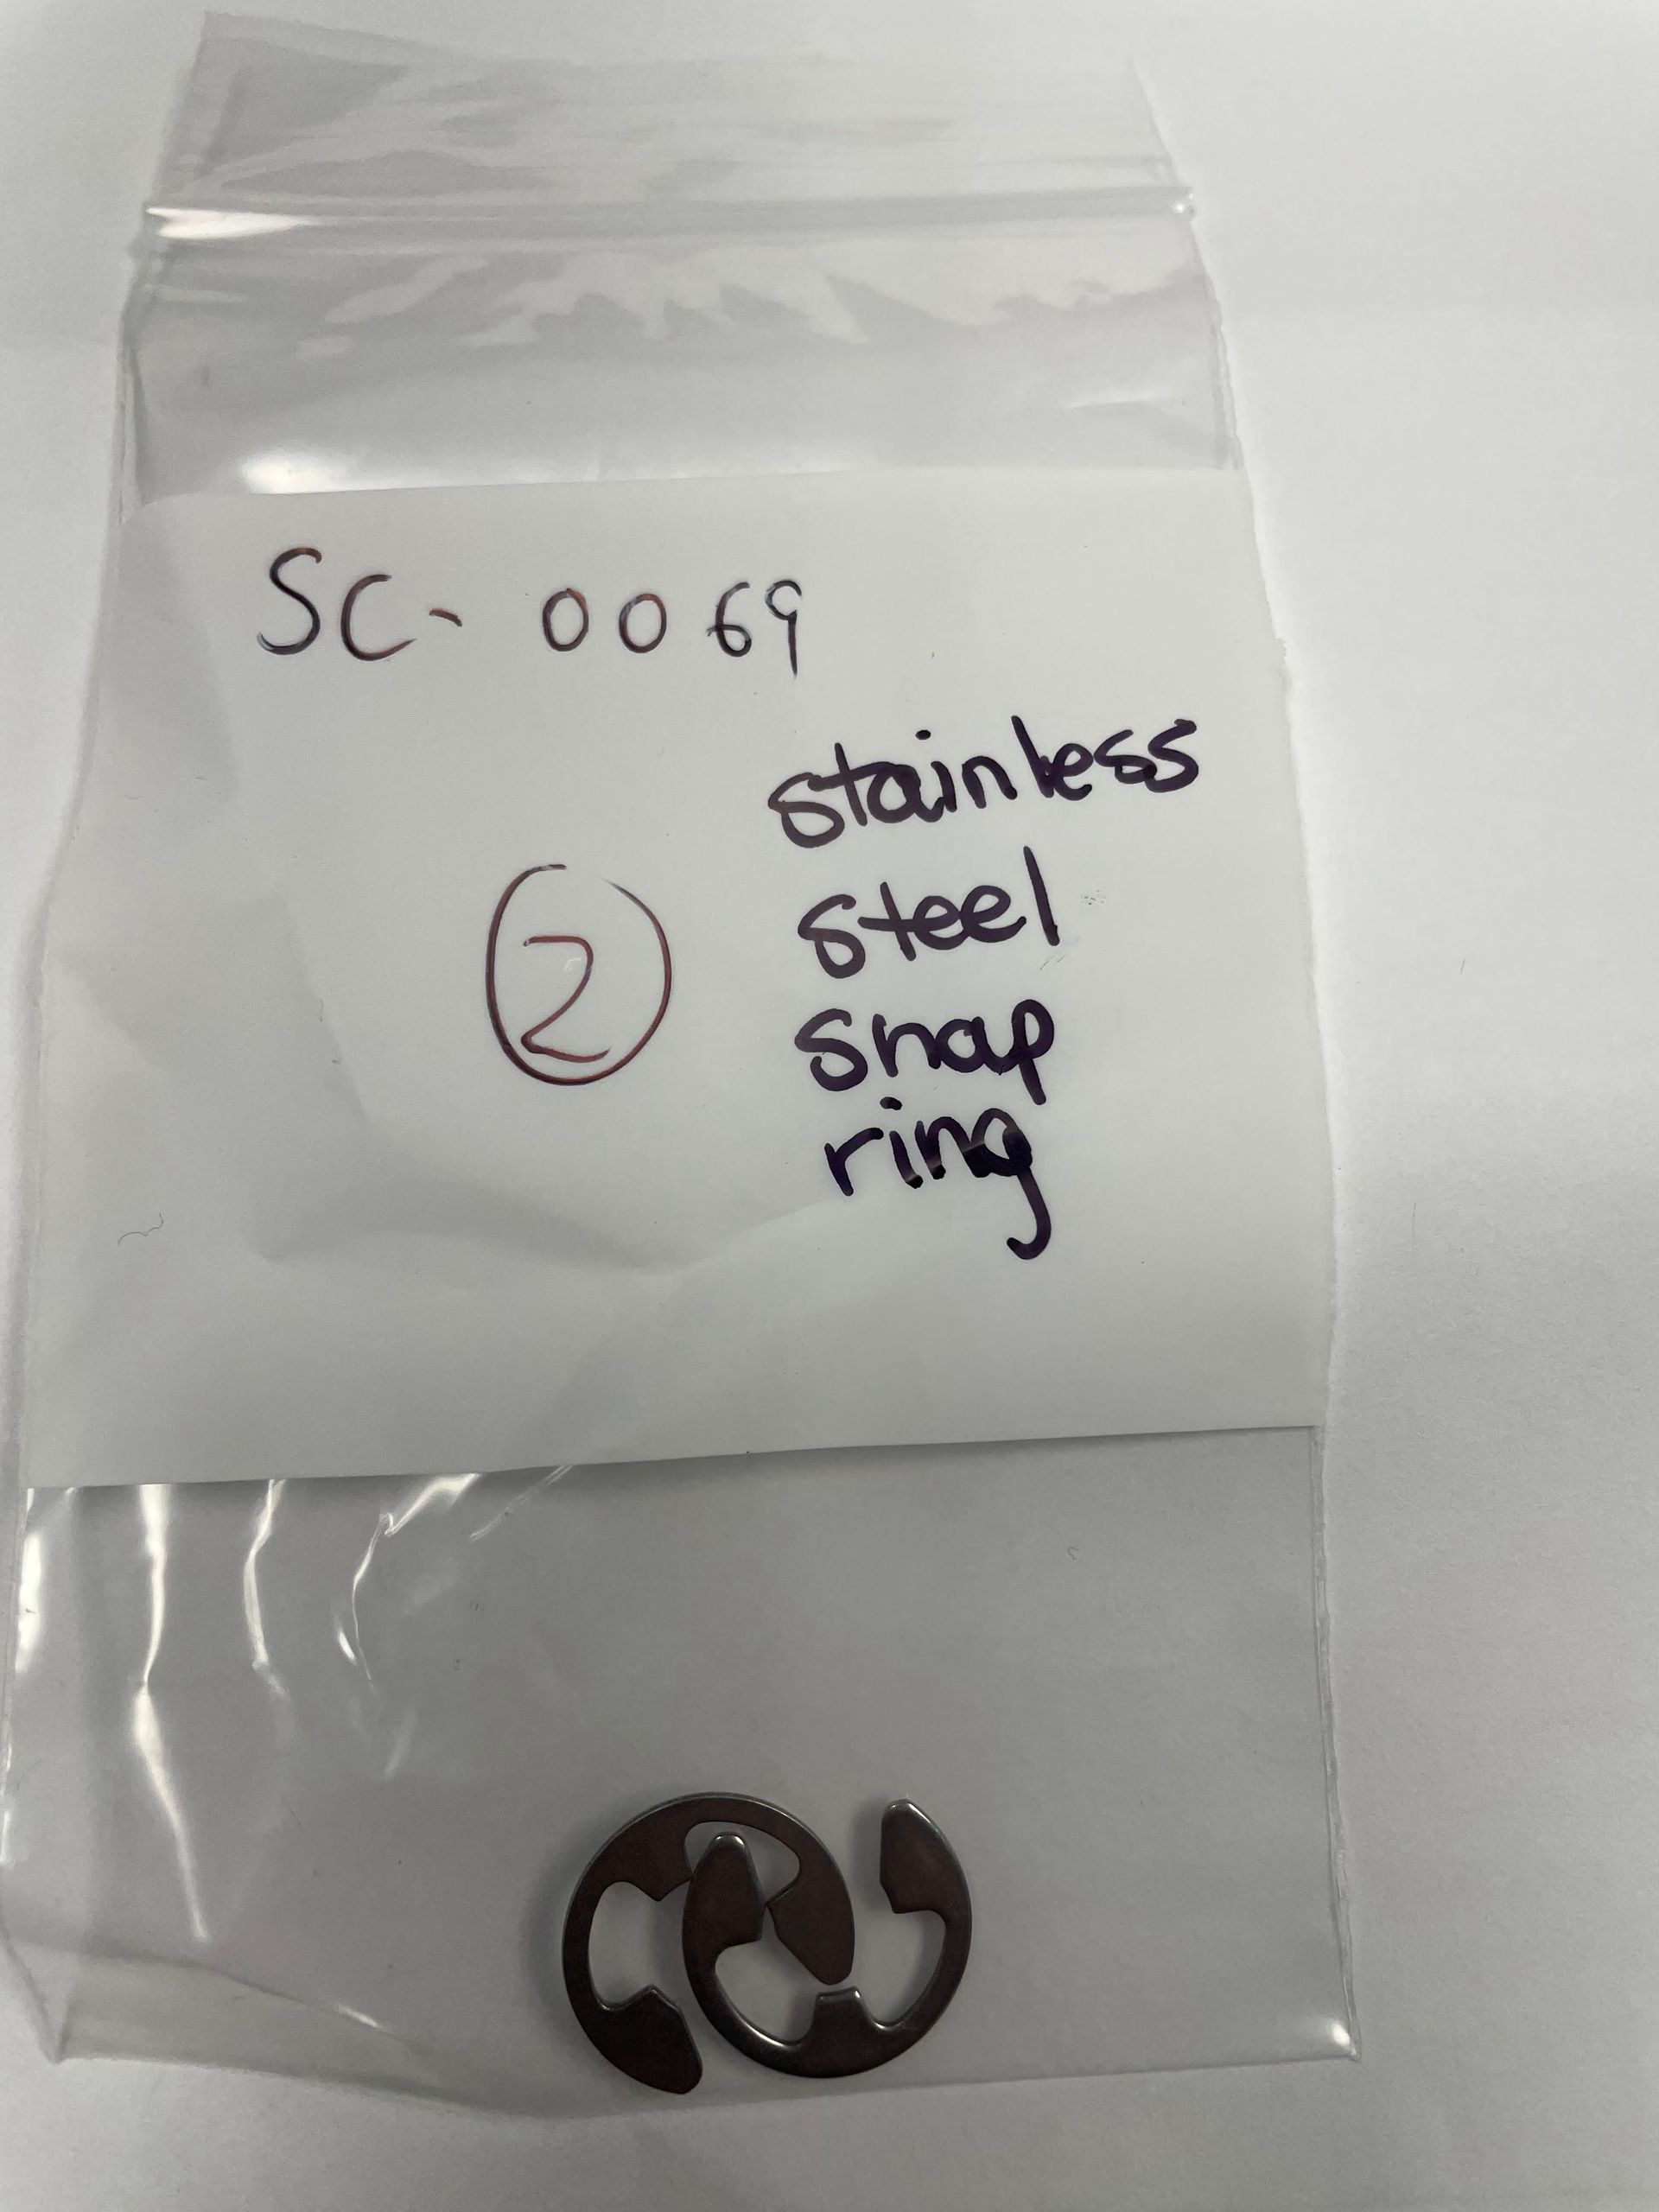 SC- 0069
stainless
steel
2
snap
ring